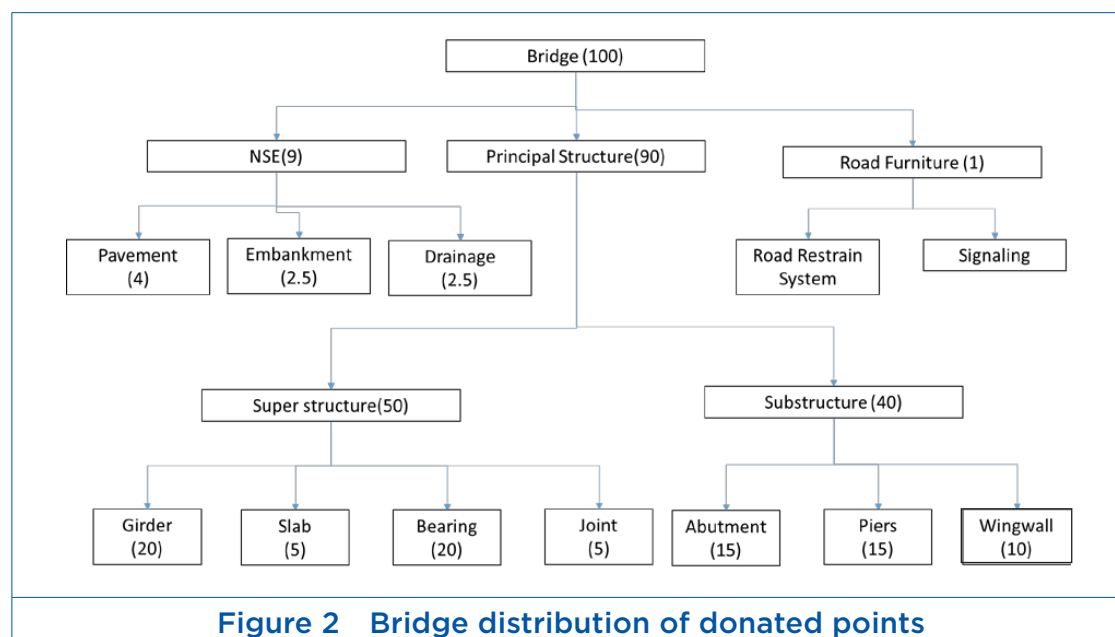 Bridge (100)
NSE(9)
Principal Structure(90)
Road Furniture (1)
Pavement
(4)
Embankment
(2.5)
Drainage
(2.5)
Road Restrain
System
Signaling
Super structure(50)
Substructure (40)
Girder
(20)
Slab
(5)
Bearing
(20)
Joint
(5)
Abutment
(15)
Piers
(15)
Wingwall
(10)
Figure 2 Bridge distribution of donated points